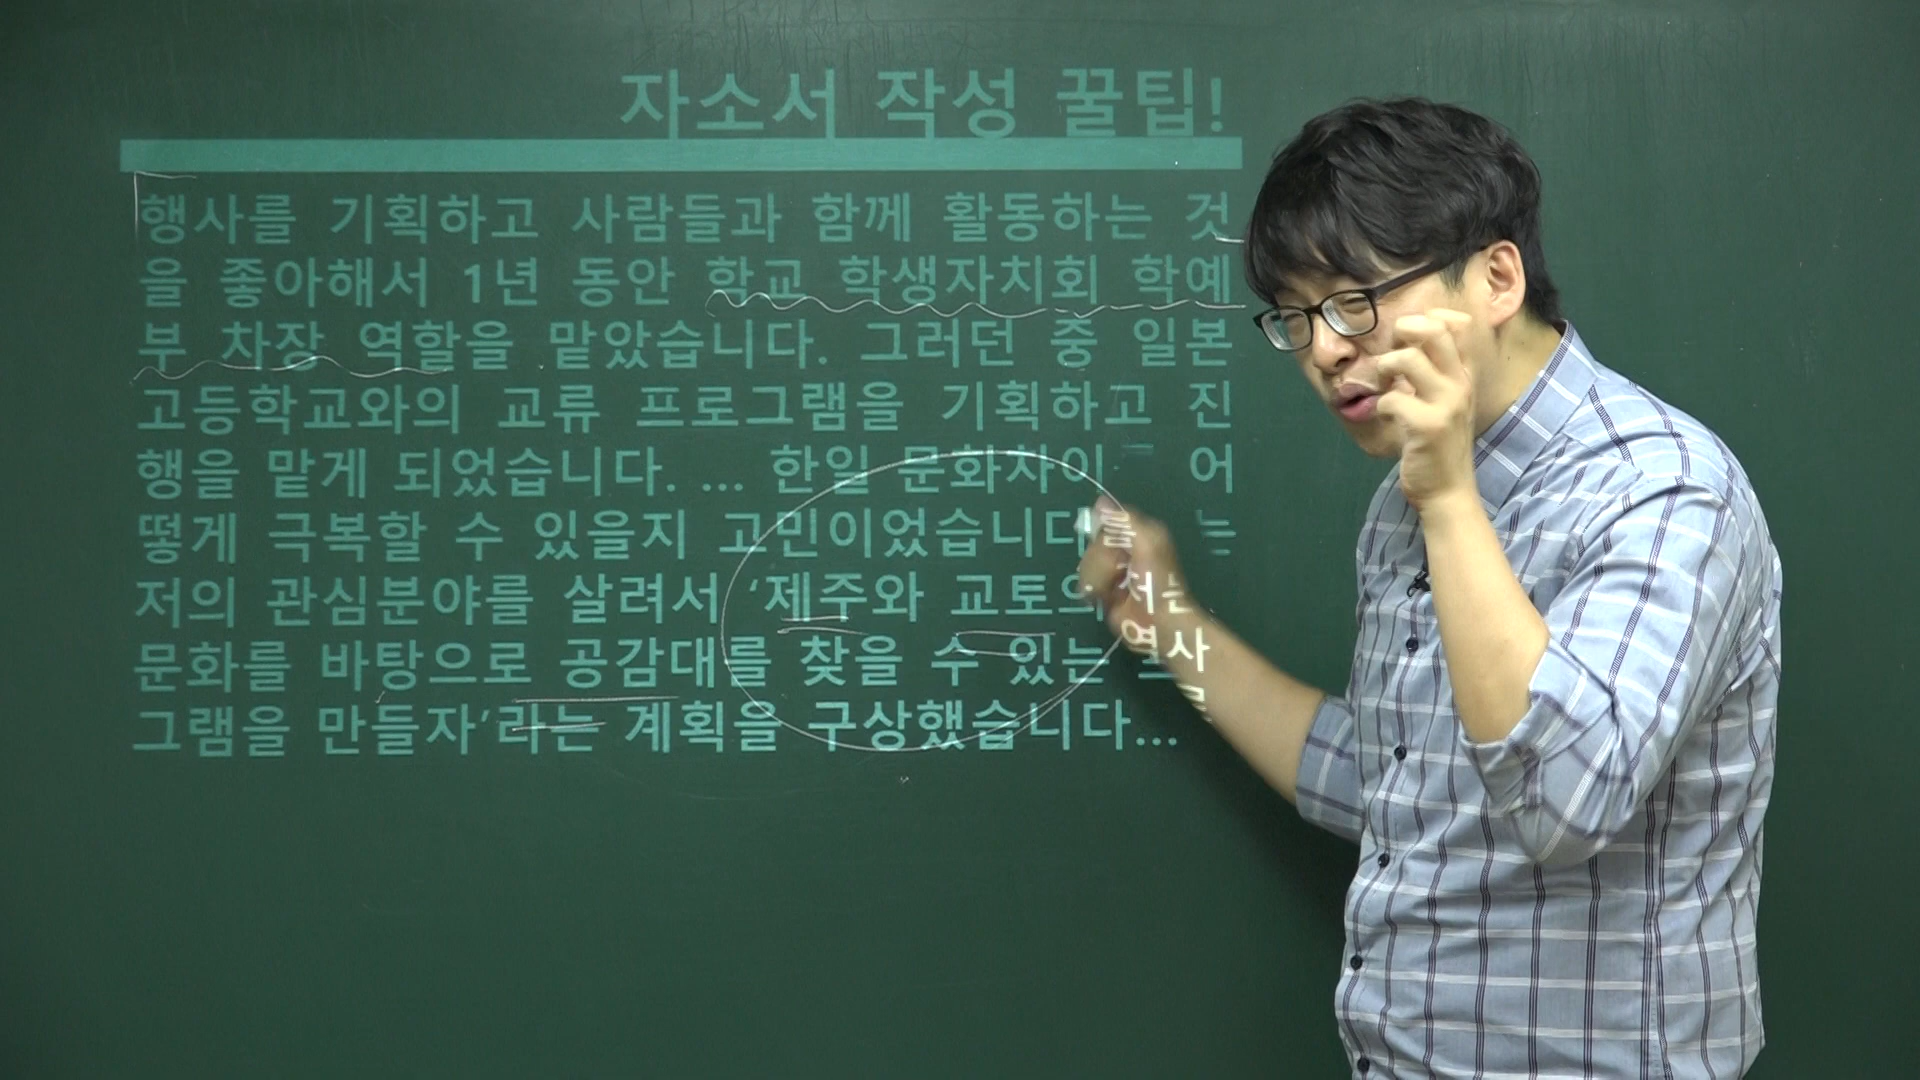 자소서 작성 꿀팁!
행사를 기획하고 사람들과 함께 활동하는 것
을 좋아해서 1년 동안 학교 학생자치회 학예
부 차장 역할을 맡았습니다. 그러던 중 일본
고등학교와의 교류 프로그램을 기획하고 진
행을 맡게 되었습니다. ... 한일 문화차이를 어
떻게 극복할 수 있을지 고민이었습니다. 저는
저의 관심분야를 살려서 ‘제주와 교토의 역사
문화를 바탕으로 공감대를 찾을 수 있는
그램을 만들자’라는 계획을 구상했습니다...